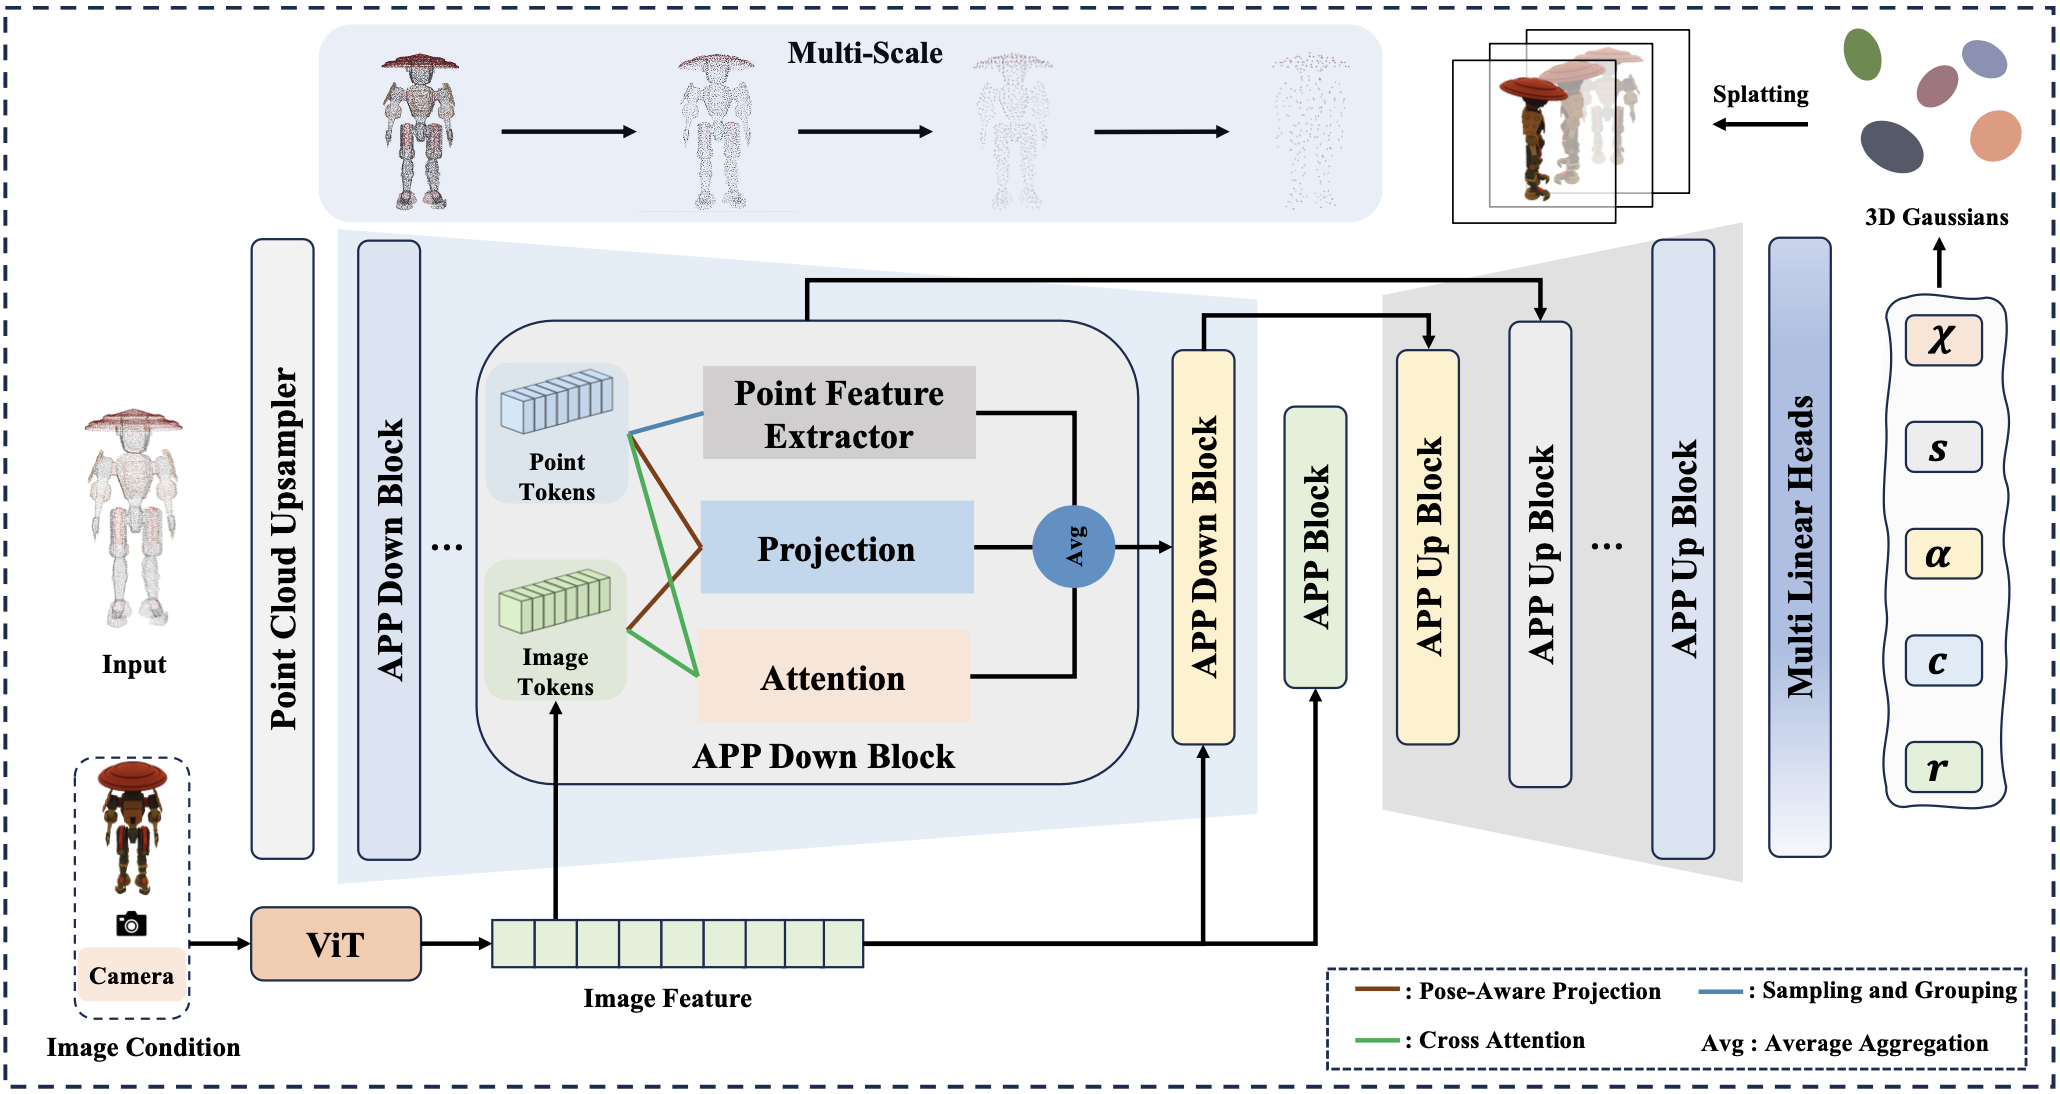 Multi-Scale
Splatting
3D Gaussians
Input
Point Cloud Upsampler
APP Down Block
...
Point
Tokens
Image
Tokens
Point Feature
Extractor
Projection
Attention
Avg
APP Down Block
APP Down Block
APP Block
APP Up Block
APP Up Block
...
APP Up Block
Multi Linear Heads
χ
s
α
c
r
Camera
Image Condition
ViT
Image Feature
: Pose-Aware Projection
: Sampling and Grouping
: Cross Attention
Avg : Average Aggregation